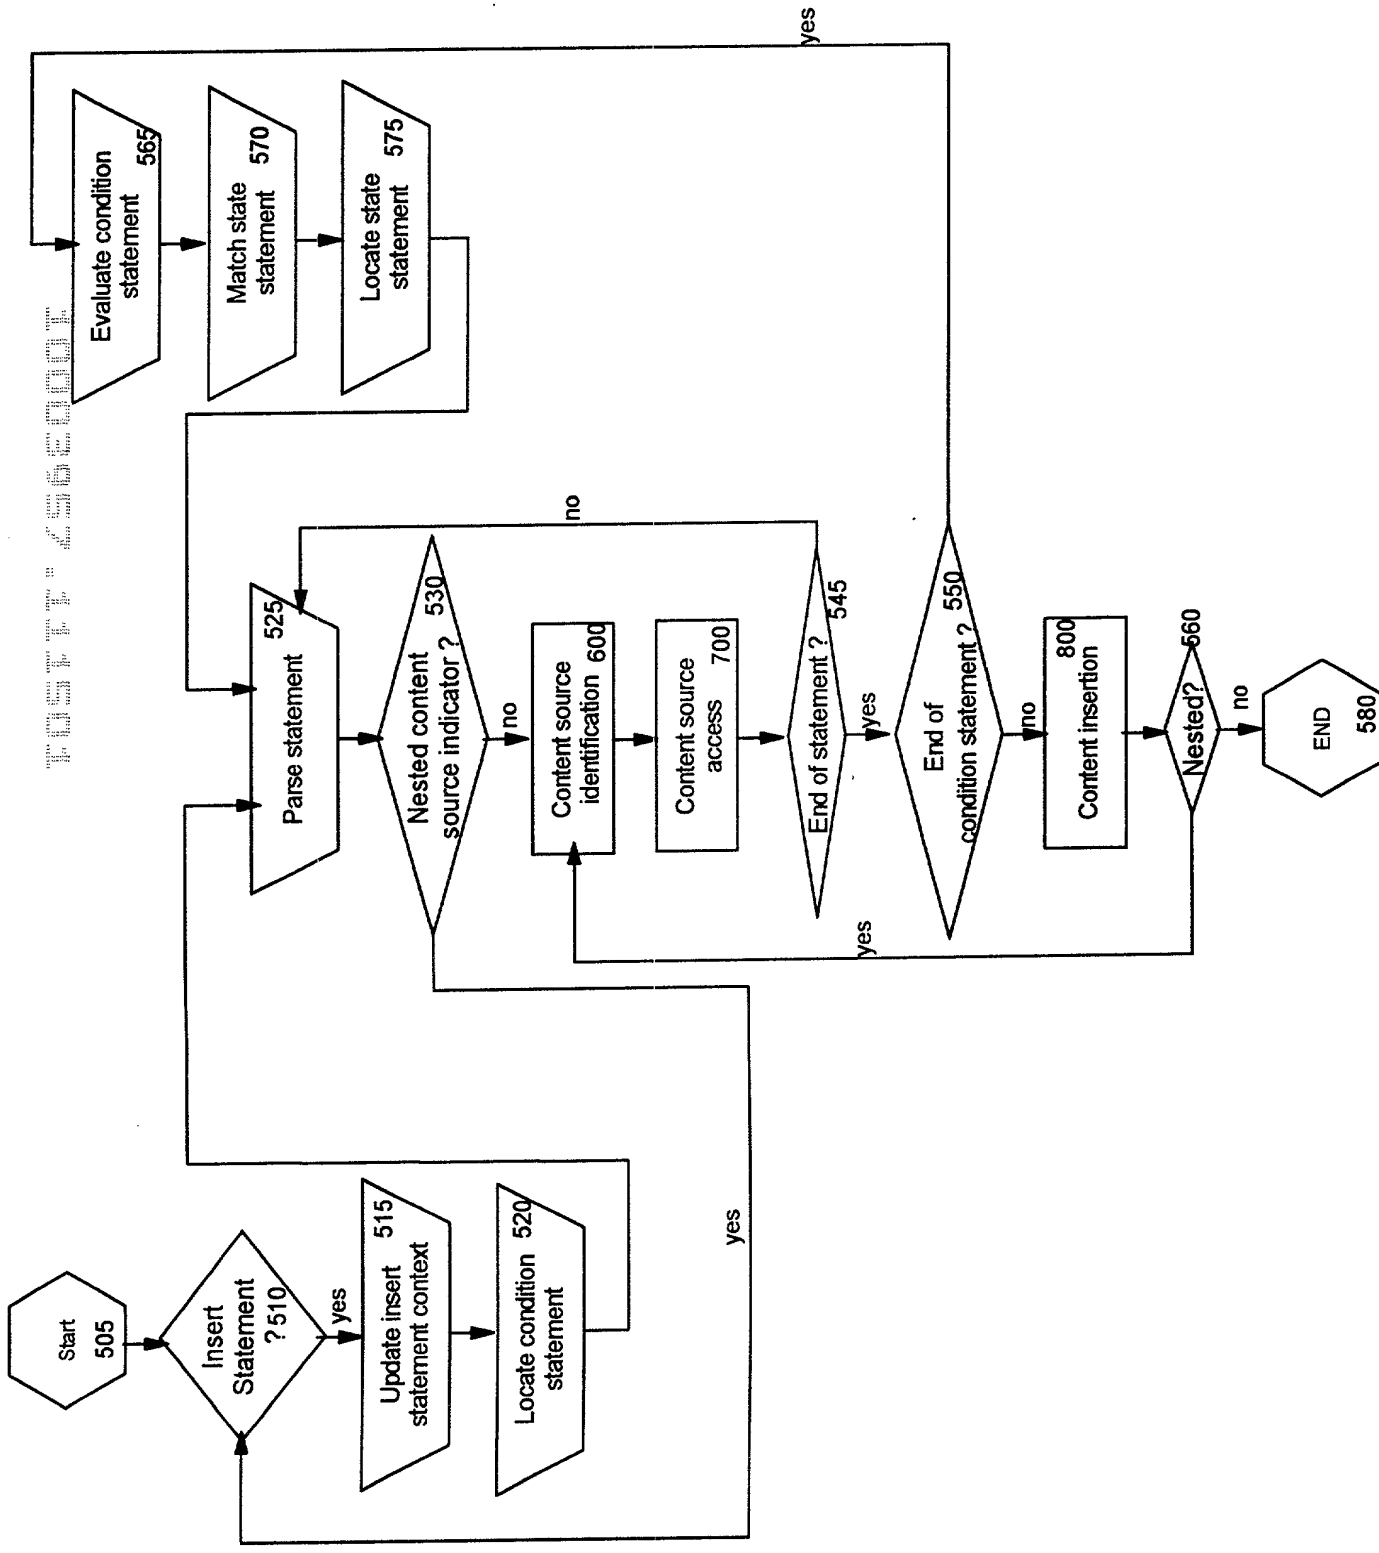 Start
505
Insert
Statement
? 510
yes
Update insert
statement context
515
Locate condition
statement
520
Parse statement
525
Nested content
source indicator ?
530
yes
no
Content source
identification
600
Content source
access
700
End of statement ?
545
no
yes
End of
condition statement ?
550
yes
no
Content insertion
800
Nested?
560
yes
no
END
580
Evaluate condition
statement
565
Match state
statement
570
Locate state
statement
575